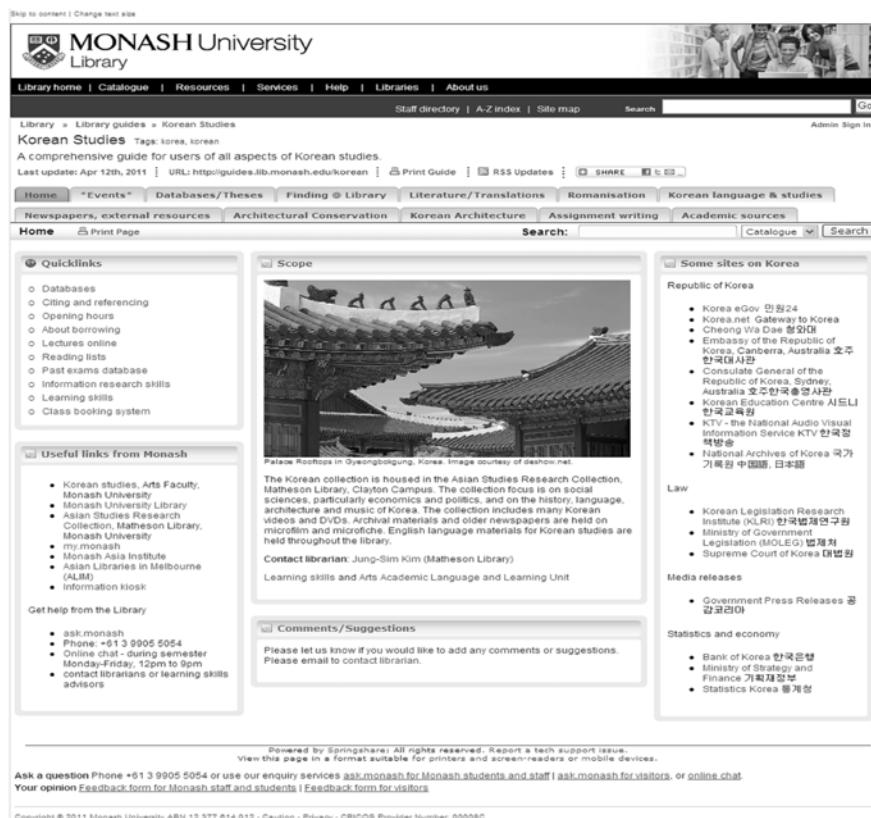 Skip to content | Change text size
MONASH University
Library
Library home | Catalogue | Resources | Services | Help | Libraries | About us
Staff directory | A-Z index | Site map Search Go
Library » Library guides » Korean Studies Admin Sign In
Korean Studies Tags: korea, korean
A comprehensive guide for users of all aspects of Korean studies.
Last update: Apr 12th, 2011 URL: http://guides.lib.monash.edu/korean Print Guide RSS Updates SHARE
Home *Events* Databases/Theses Finding @ Library Literature/Translations Romanisation Korean language & studies
Newspapers, external resources Architectural Conservation Korean Architecture Assignment writing Academic sources
Home Print Page Search: Catalogue Search
Quicklinks
Databases
Citing and referencing
Opening hours
About borrowing
Lectures online
Reading lists
Past exams database
Information research skills
Learning skills
Class booking system
Useful links from Monash
Korean studies, Arts Faculty,
Monash University
Monash University Library
Asian Studies Research
Collection, Matheson Library,
Monash University
my.monash
Monash Asia Institute
Asian Libraries in Melbourne
(ALIM)
Information kiosk
Get help from the Library
ask.monash
Phone: +61 3 9905 5054
Online chat - during semester
Monday-Friday, 12pm to 9pm
contact librarians or learning skills
advisors
Scope
Palace Rooftops in Gyeongbokgung, Korea. Image courtesy of deshow.net.
The Korean collection is housed in the Asian Studies Research Collection,
Matheson Library, Clayton Campus. The collection focus is on social
sciences, particularly economics and politics, and on the history, language,
architecture and music of Korea. The collection includes many Korean
videos and DVDs. Archival materials and older newspapers are held on
microfilm and microfiche. English language materials for Korean studies are
held throughout the library.
Contact librarian: Jung-Sim Kim (Matheson Library)
Learning skills and Arts Academic Language and Learning Unit
Comments/Suggestions
Please let us know if you would like to add any comments or suggestions.
Please email to contact librarian.
Some sites on Korea
Republic of Korea
Korea eGov 민원24
Korea.net Gateway to Korea
Cheong Wa Dae 청와대
Embassy of the Republic of
Korea, Canberra, Australia 호주
한국대사관
Consulate General of the
Republic of Korea, Sydney,
Australia 호주한국총영사관
Korean Education Centre 시드니
한국교육원
KTV - the National Audio Visual
Information Service KTV 한국정
책방송
National Archives of Korea 국가
기록원 中国語, 日本語
Law
Korean Legislation Research
Institute (KLRI) 한국법제연구원
Ministry of Government
Legislation (MOLEG) 법제처
Supreme Court of Korea 대법원
Media releases
Government Press Releases 공
감코리아
Statistics and economy
Bank of Korea 한국은행
Ministry of Strategy and
Finance 기획재정부
Statistics Korea 통계청
Powered by Springshare; All rights reserved. Report a tech support issue.
View this page in a format suitable for printers and screen-readers or mobile devices.
Ask a question Phone +61 3 9905 5054 or use our enquiry services ask.monash for Monash students and staff | ask.monash for visitors, or online chat.
Your opinion Feedback form for Monash staff and students | Feedback form for visitors
Copyright © 2011 Monash University ABN 12 377 614 012 - Caution - Privacy - CRICOS Provider Number: 00008C